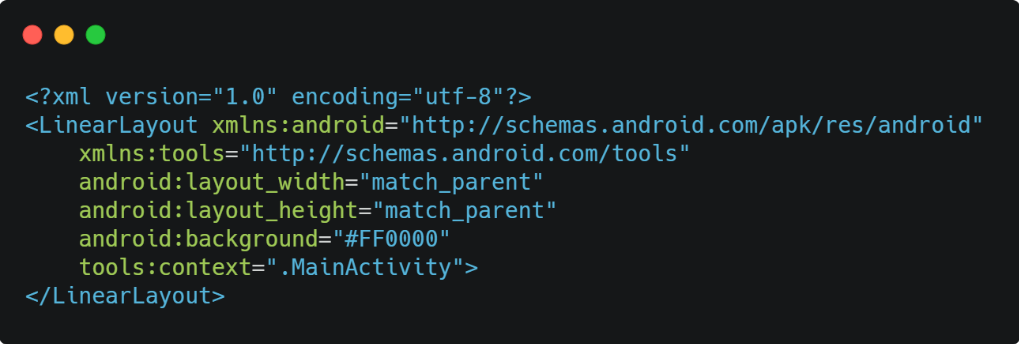 <?xml version="1.0" encoding="utf-8"?>
<LinearLayout xmlns:android="http://schemas.android.com/apk/res/android"
    xmlns:tools="http://schemas.android.com/tools"
    android:layout_width="match_parent"
    android:layout_height="match_parent"
    android:background="#FF0000"
    tools:context=".MainActivity">
</LinearLayout>